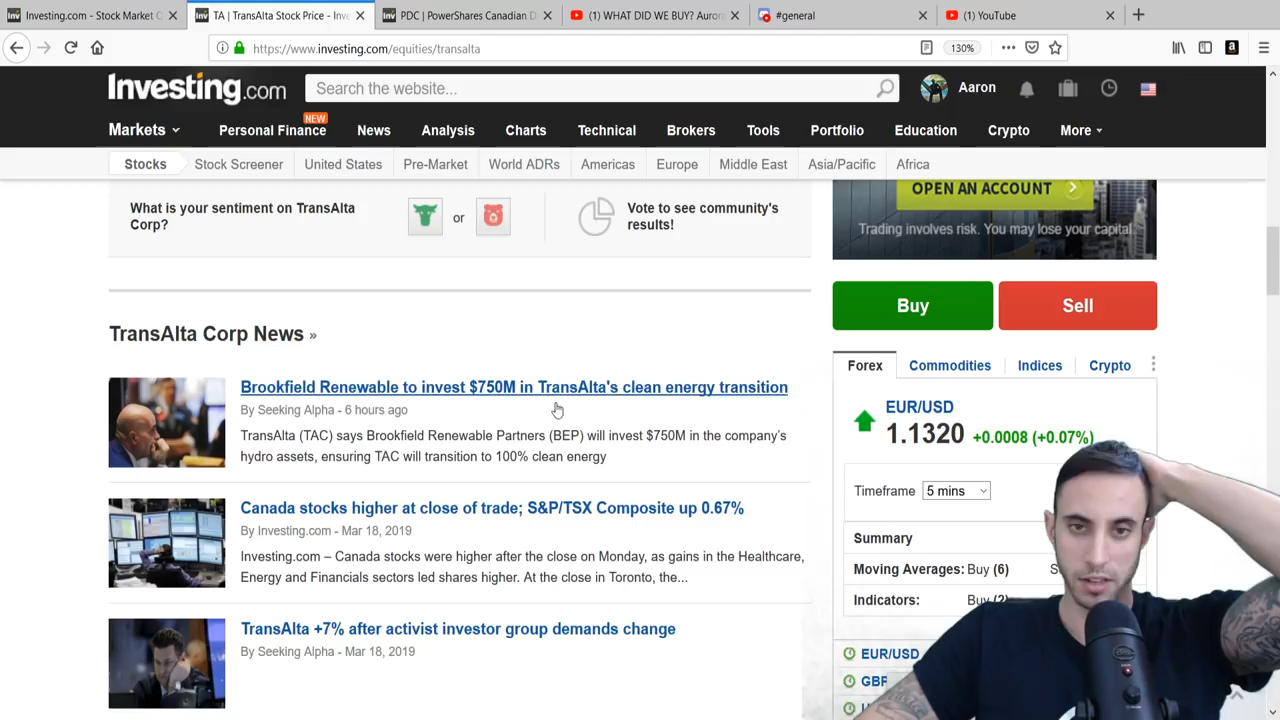 Investing.com - Stock Market Q
TA | TransAlta Stock Price - Inve
PDC | PowerShares Canadian D
(1) WHAT DID WE BUY? Auror
#general
(1) YouTube
https://www.investing.com/equities/transalta
130%
Investing.com
Search the website...
Aaron
Markets
Personal Finance
NEW
News
Analysis
Charts
Technical
Brokers
Tools
Portfolio
Education
Crypto
More
Stocks
Stock Screener
United States
Pre-Market
World ADRs
Americas
Europe
Middle East
Asia/Pacific
Africa
What is your sentiment on TransAlta
Corp?
or
Vote to see community's
results!
OPEN AN ACCOUNT
Trading involves risk. You may lose your capital.
Buy
Sell
TransAlta Corp News »
Brookfield Renewable to invest $750M in TransAlta's clean energy transition
By Seeking Alpha - 6 hours ago
TransAlta (TAC) says Brookfield Renewable Partners (BEP) will invest $750M in the company's
hydro assets, ensuring TAC will transition to 100% clean energy
Canada stocks higher at close of trade; S&P/TSX Composite up 0.67%
By Investing.com - Mar 18, 2019
Investing.com – Canada stocks were higher after the close on Monday, as gains in the Healthcare,
Energy and Financials sectors led shares higher. At the close in Toronto, the...
TransAlta +7% after activist investor group demands change
By Seeking Alpha - Mar 18, 2019
Forex
Commodities
Indices
Crypto
EUR/USD
1.1320 +0.0008 (+0.07%)
Timeframe
5 mins
Summary
Moving Averages: Buy (6)
S
Indicators: Buy (2)
EUR/USD
GBP